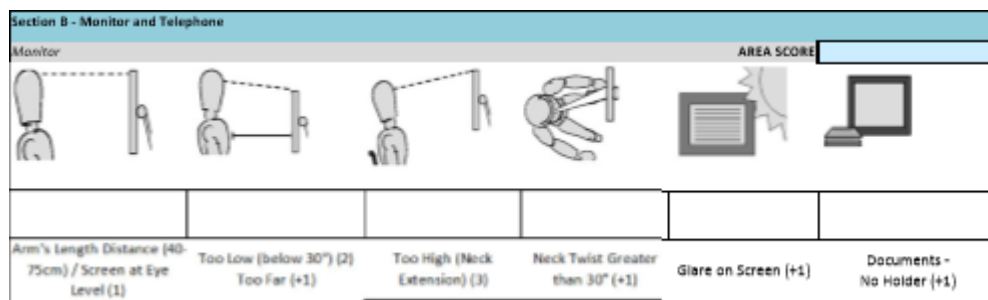 Section B - Monitor and Telephone
Monitor AREA SCORE
Arm's Length Distance (40-
75cm) / Screen at Eye
Level (1)
Too Low (below 30°) (2)
Too Far (+1)
Too High (Neck
Extension) (3)
Neck Twist Greater
than 30° (+1)
Glare on Screen (+1)
Documents -
No Holder (+1)